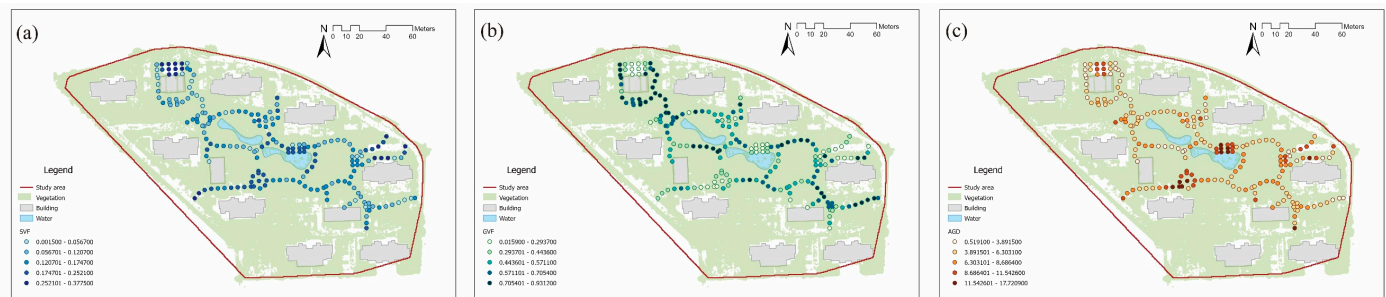 (a)
N
Meters
0 10 20 40 60
Legend
Study area
Vegetation
Building
Water
SVF
0.001500 - 0.056700
0.056701 - 0.120700
0.120701 - 0.174700
0.174701 - 0.252100
0.252101 - 0.377500
(b)
N
Meters
0 10 20 40 60
Legend
Study area
Vegetation
Building
Water
GVF
0.015900 - 0.293700
0.293701 - 0.443600
0.443601 - 0.571100
0.571101 - 0.705400
0.705401 - 0.931200
(c)
N
Meters
0 10 20 40 60
Legend
Study area
Vegetation
Building
Water
AGD
0.519100 - 3.891500
3.891501 - 6.303100
6.303101 - 8.686400
8.686401 - 11.542600
11.542601 - 17.720900